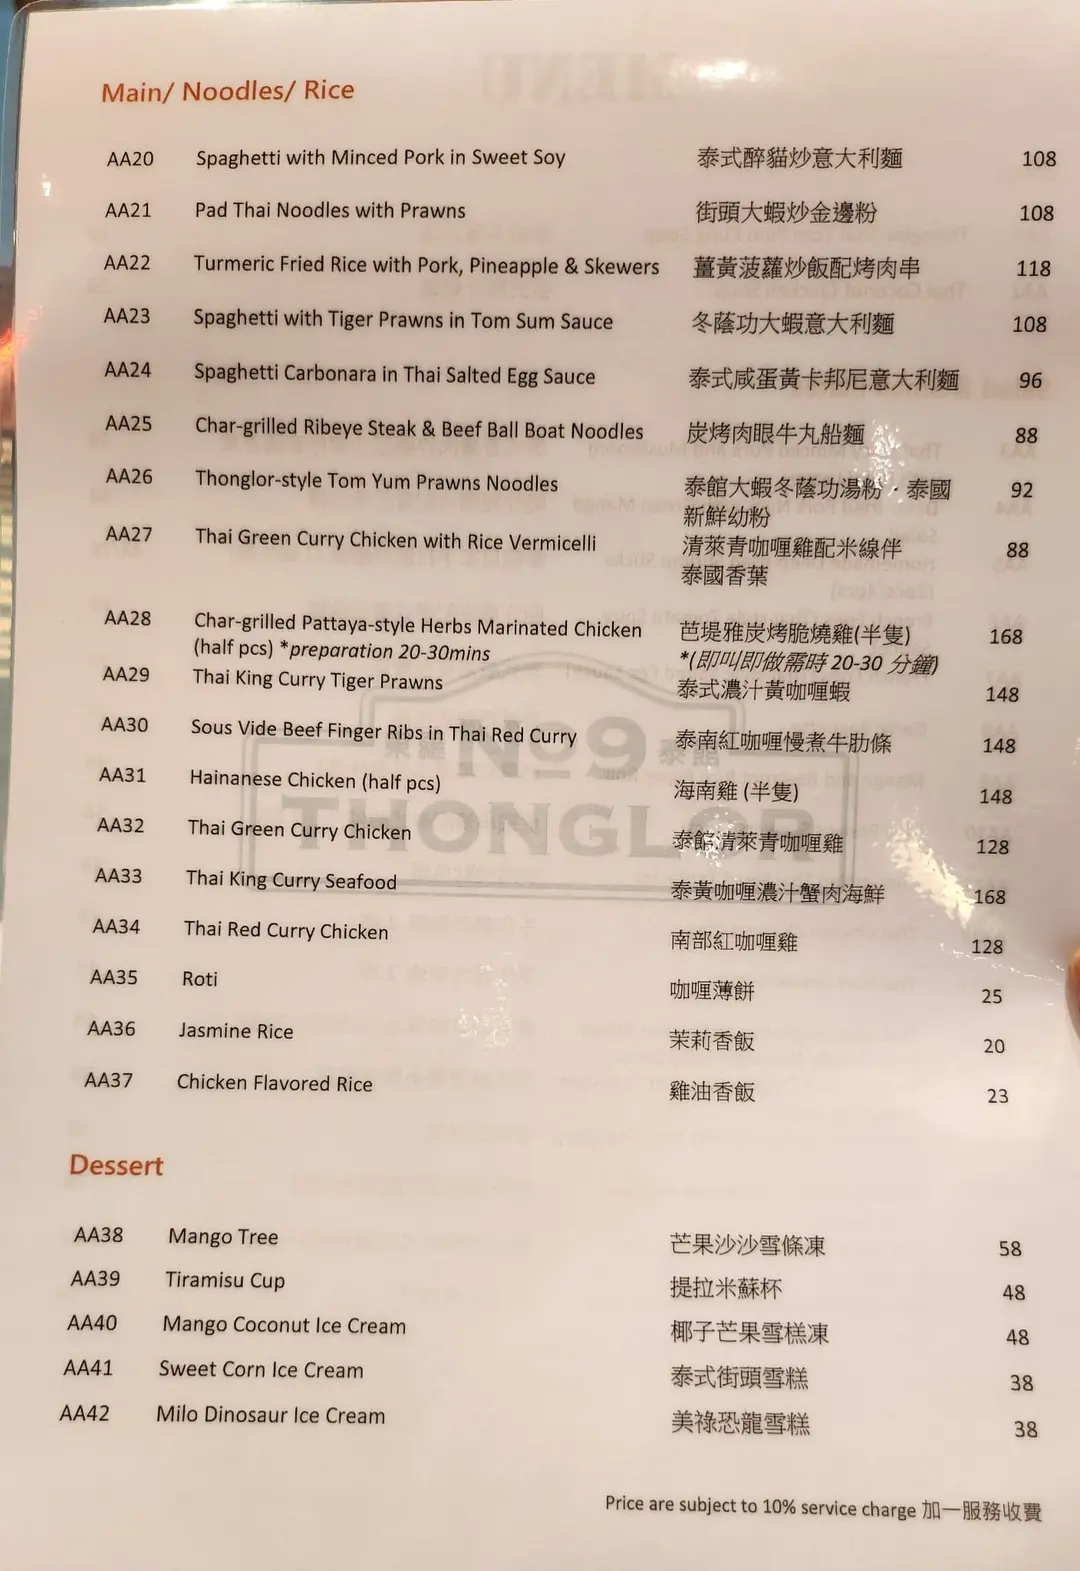 Main/ Noodles/ Rice
AA20 Spaghetti with Minced Pork in Sweet Soy 泰式醉貓炒意大利麵 108
AA21 Pad Thai Noodles with Prawns 街頭大蝦炒金邊粉 108
AA22 Turmeric Fried Rice with Pork, Pineapple & Skewers 薑黃菠蘿炒飯配烤肉串 118
AA23 Spaghetti with Tiger Prawns in Tom Sum Sauce 冬蔭功大蝦意大利麵 108
AA24 Spaghetti Carbonara in Thai Salted Egg Sauce 泰式咸蛋黃卡邦尼意大利麵 96
AA25 Char-grilled Ribeye Steak & Beef Ball Boat Noodles 炭烤肉眼牛丸船麵 88
AA26 Thonglor-style Tom Yum Prawns Noodles 泰館大蝦冬蔭功湯粉・泰國 92
新鮮幼粉
AA27 Thai Green Curry Chicken with Rice Vermicelli 清萊青咖喱雞配米線伴 88
泰國香葉
AA28 Char-grilled Pattaya-style Herbs Marinated Chicken 芭堤雅炭烤脆燒雞(半隻) 168
(half pcs) *preparation 20-30mins *(即叫即做需時 20-30 分鐘)
AA29 Thai King Curry Tiger Prawns 泰式濃汁黃咖喱蝦 148
AA30 Sous Vide Beef Finger Ribs in Thai Red Curry 泰南紅咖喱慢煮牛肋條 148
AA31 Hainanese Chicken (half pcs) 海南雞 (半隻) 148
AA32 Thai Green Curry Chicken 泰館清萊青咖喱雞 128
AA33 Thai King Curry Seafood 泰黃咖喱濃汁蟹肉海鮮 168
AA34 Thai Red Curry Chicken 南部紅咖喱雞 128
AA35 Roti 咖喱薄餅 25
AA36 Jasmine Rice 茉莉香飯 20
AA37 Chicken Flavored Rice 雞油香飯 23
No9
THONGLOR
Dessert
AA38 Mango Tree 芒果沙沙雪條凍 58
AA39 Tiramisu Cup 提拉米蘇杯 48
AA40 Mango Coconut Ice Cream 椰子芒果雪糕凍 48
AA41 Sweet Corn Ice Cream 泰式街頭雪糕 38
AA42 Milo Dinosaur Ice Cream 美祿恐龍雪糕 38
Price are subject to 10% service charge 加一服務收費